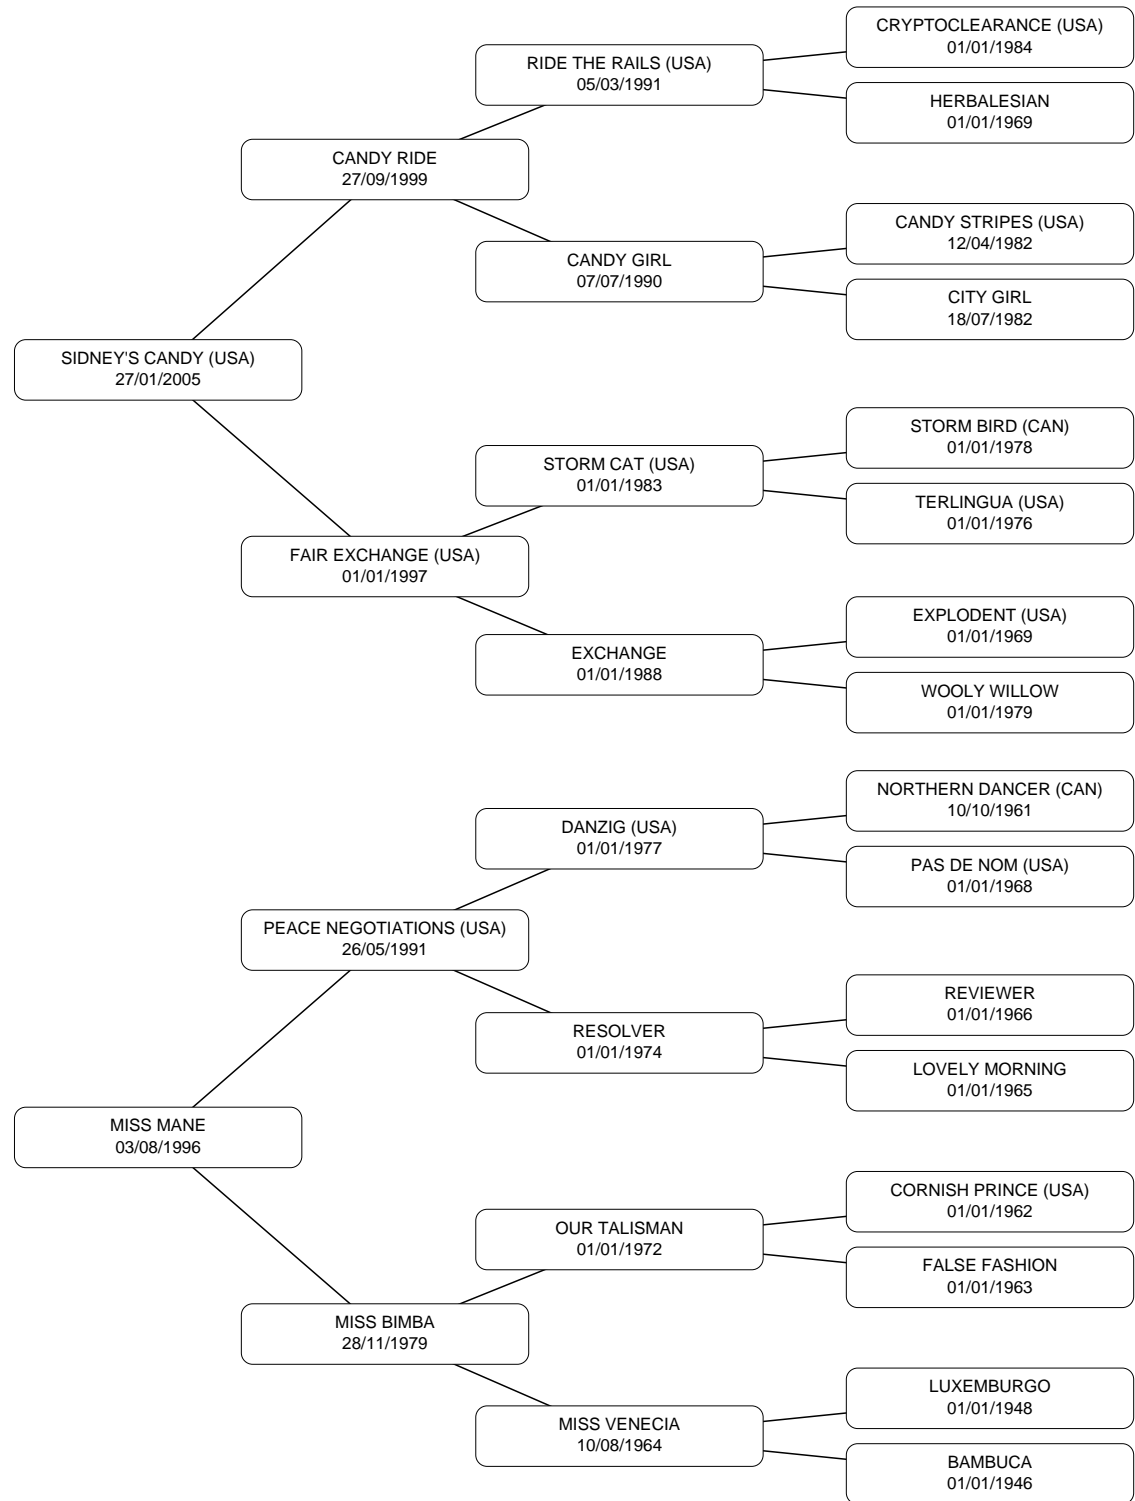 CRYPTOCLEARANCE (USA)
01/01/1984
RIDE THE RAILS (USA)
05/03/1991
HERBALESIAN
01/01/1969
CANDY RIDE
27/09/1999
CANDY STRIPES (USA)
12/04/1982
CANDY GIRL
07/07/1990
CITY GIRL
18/07/1982
SIDNEY'S CANDY (USA)
27/01/2005
STORM BIRD (CAN)
01/01/1978
STORM CAT (USA)
01/01/1983
TERLINGUA (USA)
01/01/1976
FAIR EXCHANGE (USA)
01/01/1997
EXPLODENT (USA)
01/01/1969
EXCHANGE
01/01/1988
WOOLY WILLOW
01/01/1979
NORTHERN DANCER (CAN)
10/10/1961
DANZIG (USA)
01/01/1977
PAS DE NOM (USA)
01/01/1968
PEACE NEGOTIATIONS (USA)
26/05/1991
REVIEWER
01/01/1966
RESOLVER
01/01/1974
LOVELY MORNING
01/01/1965
MISS MANE
03/08/1996
CORNISH PRINCE (USA)
01/01/1962
OUR TALISMAN
01/01/1972
FALSE FASHION
01/01/1963
MISS BIMBA
28/11/1979
LUXEMBURGO
01/01/1948
MISS VENECIA
10/08/1964
BAMBUCA
01/01/1946